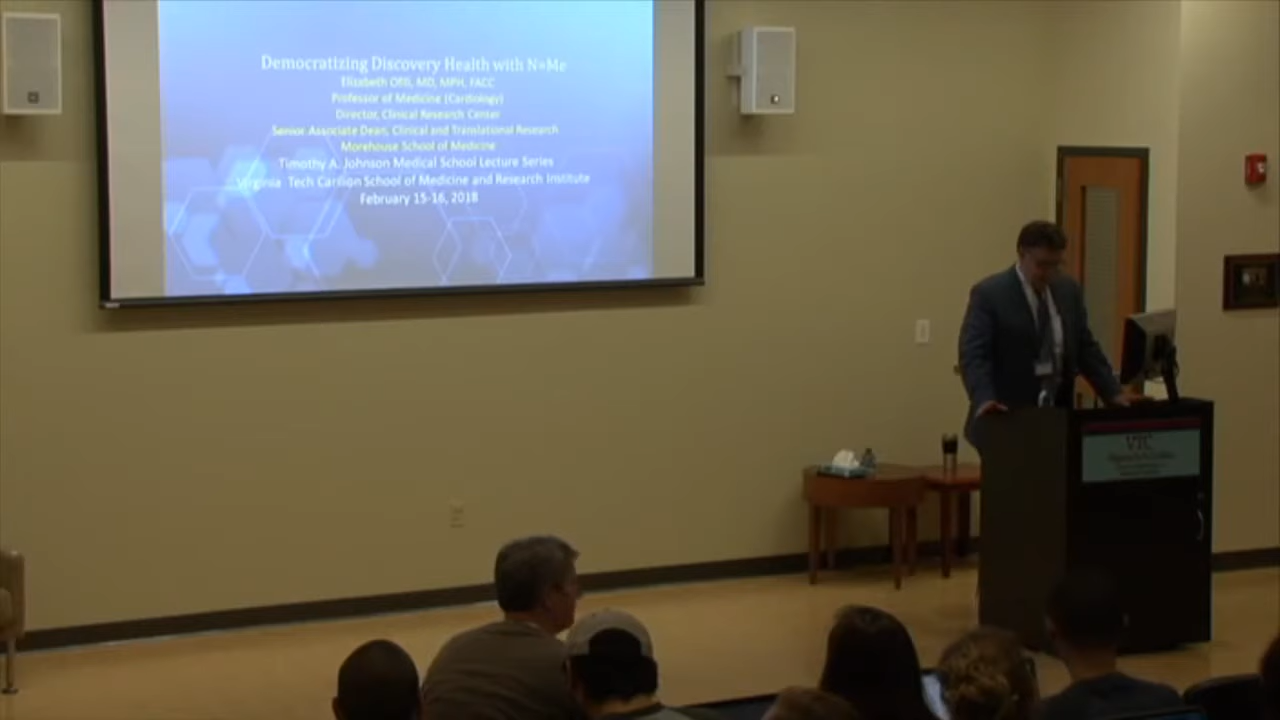 Democratizing Discovery Health with N=Me
Elizabeth Ofili, MD, MPH, FACC
Professor of Medicine (Cardiology)
Director, Clinical Research Center
Senior Associate Dean, Clinical and Translational Research
Morehouse School of Medicine
Timothy A. Johnson Medical School Lecture Series
Virginia Tech Carilion School of Medicine and Research Institute
February 15-16, 2018
VTC